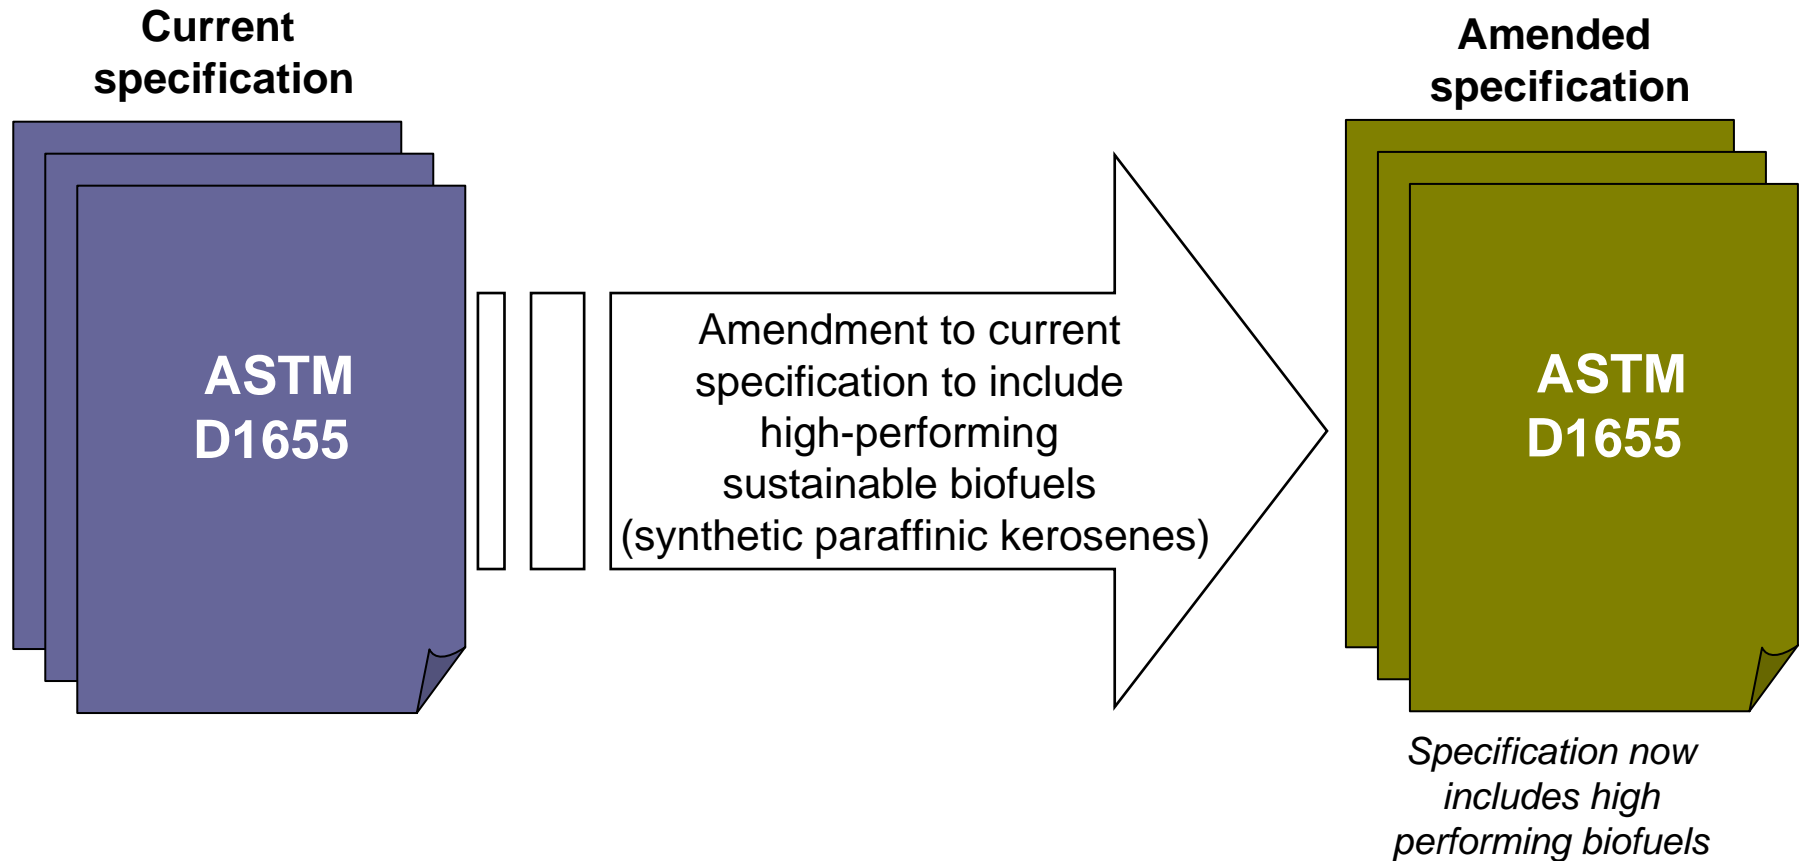 Current
specification
ASTM
D1655
Amendment to current
specification to include
high-performing
sustainable biofuels
(synthetic paraffinic kerosenes)
Amended
specification
ASTM
D1655
Specification now
includes high
performing biofuels